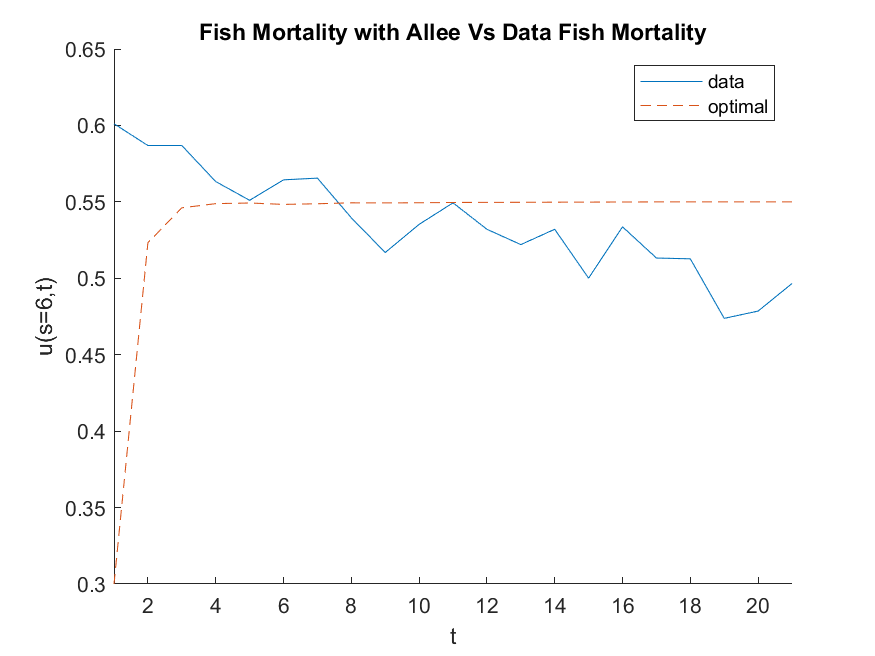 Fish Mortality with Allee Vs Data Fish Mortality
data
optimal
0.65
0.6
0.55
0.5
0.45
0.4
0.35
0.3
u(s=6,t)
2 4 6 8 10 12 14 16 18 20
t